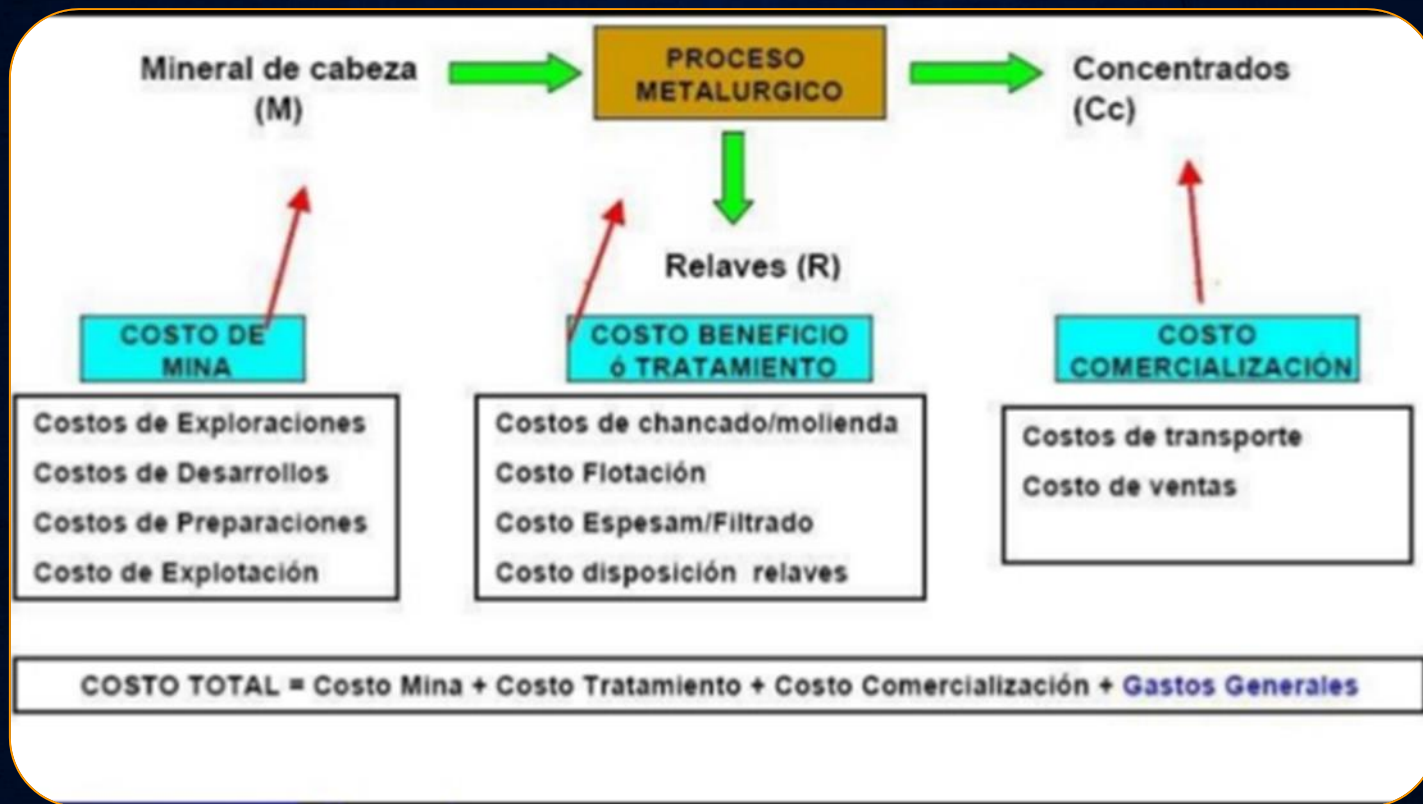 Mineral de cabeza
(M)
PROCESO
METALURGICO
Concentrados
(Cc)
Relaves (R)
COSTO DE
MINA
Costos de Exploraciones
Costos de Desarrollos
Costos de Preparaciones
Costo de Explotación
COSTO BENEFICIO
ó TRATAMIENTO
Costos de chancado/molienda
Costo Flotación
Costo Espesam/Filtrado
Costo disposición relaves
COSTO
COMERCIALIZACIÓN
Costos de transporte
Costo de ventas
COSTO TOTAL = Costo Mina + Costo Tratamiento + Costo Comercialización + Gastos Generales